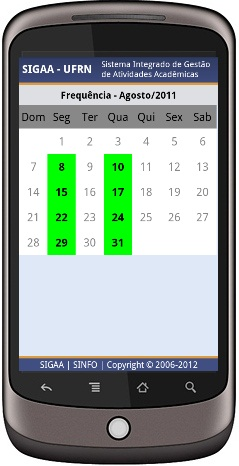 SIGAA - UFRN Sistema Integrado de Gestão
de Atividades Acadêmicas
Frequência - Agosto/2011
Dom Seg Ter Qua Qui Sex Sab
1 2 3 4 5 6
7 8 9 10 11 12 13
14 15 16 17 18 19 20
21 22 23 24 25 26 27
28 29 30 31
SIGAA | SINFO | Copyright © 2006-2012